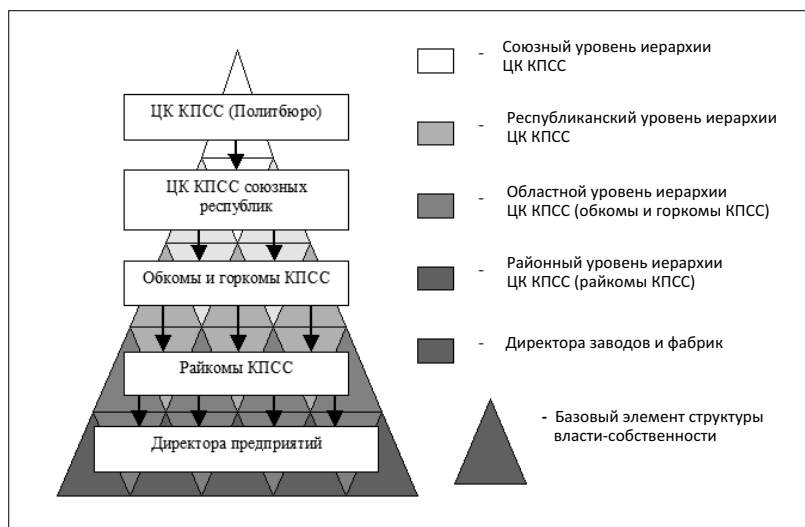 ЦК КПСС (Политбюро)
ЦК КПСС союзных
республик
Обкомы и горкомы КПСС
Райкомы КПСС
Директора предприятий
- Союзный уровень иерархии
ЦК КПСС
- Республиканский уровень иерархии
ЦК КПСС
- Областной уровень иерархии
ЦК КПСС (обкомы и горкомы КПСС)
- Районный уровень иерархии
ЦК КПСС (райкомы КПСС)
- Директора заводов и фабрик
- Базовый элемент структуры
власти-собственности